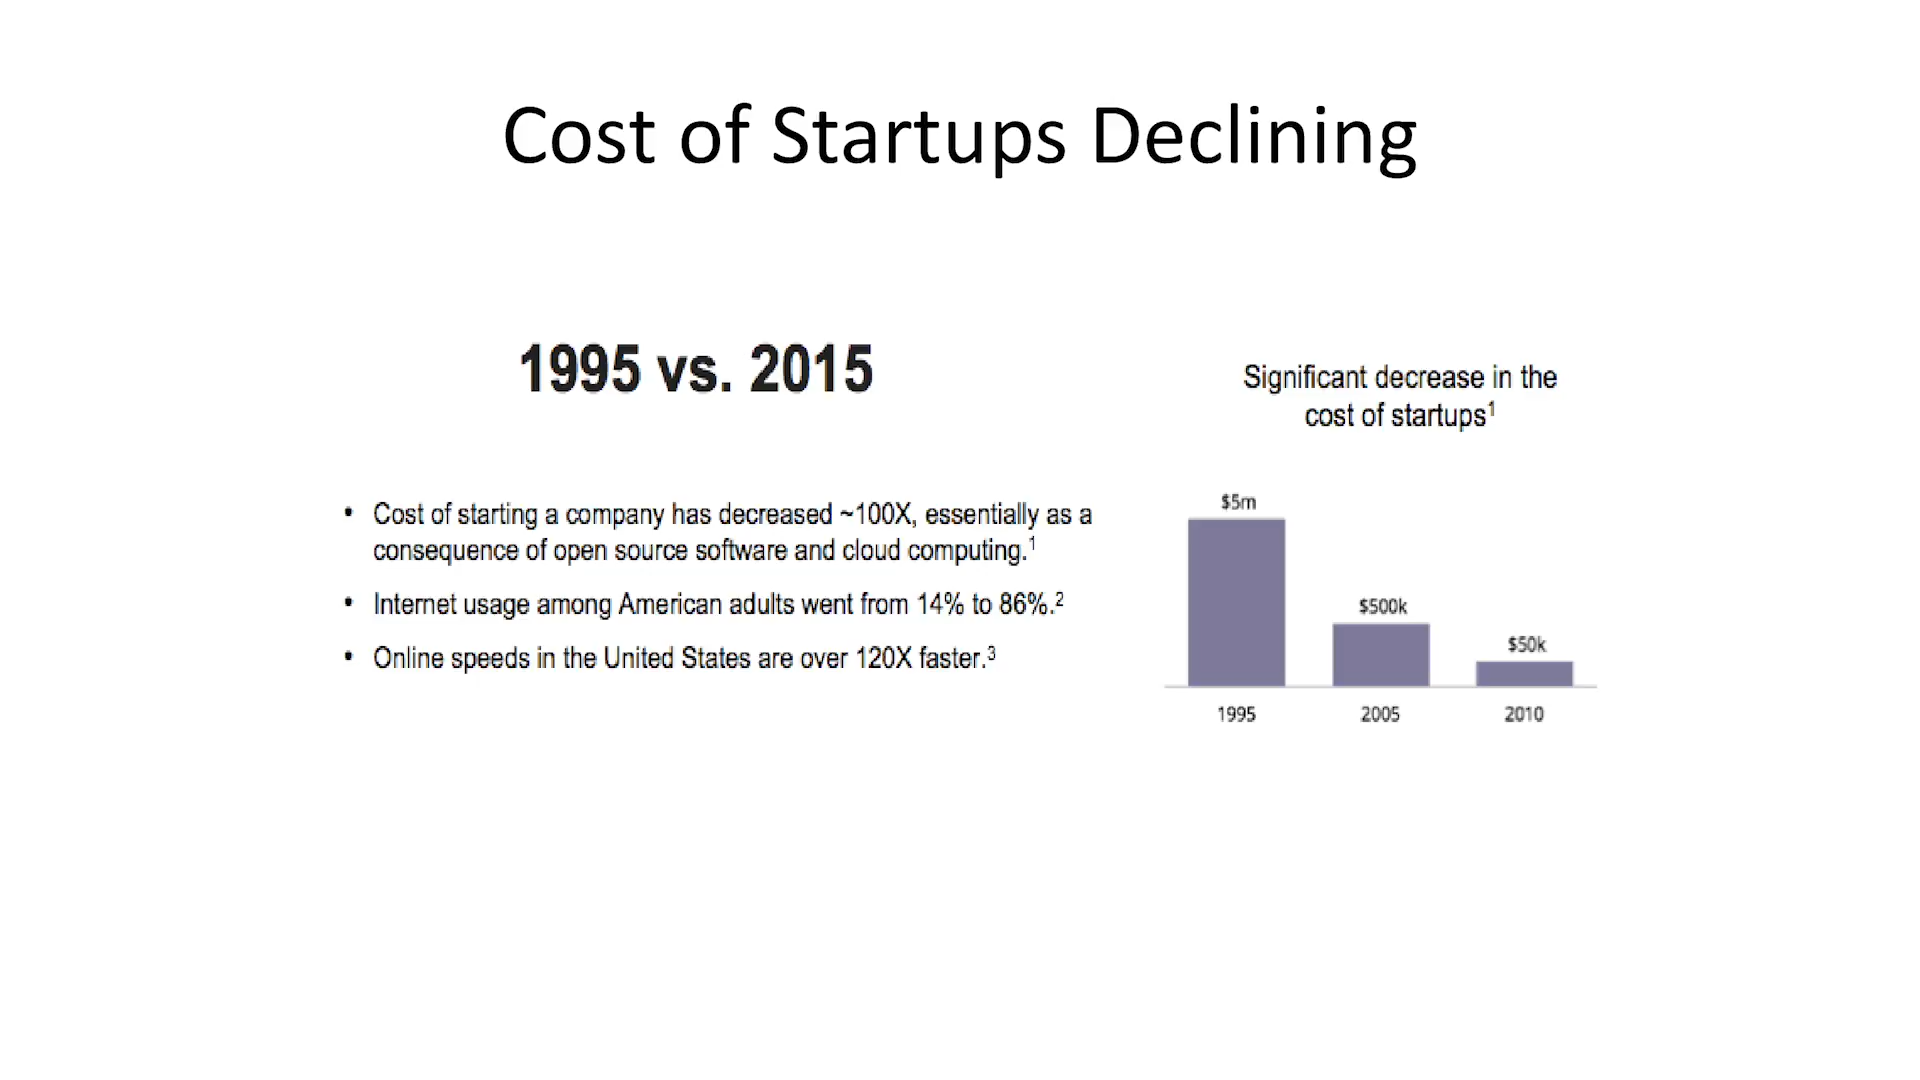 Cost of Startups Declining
1995 vs. 2015
• Cost of starting a company has decreased ~100X, essentially as a
consequence of open source software and cloud computing.¹
• Internet usage among American adults went from 14% to 86%.²
• Online speeds in the United States are over 120X faster.³
Significant decrease in the
cost of startups¹
$5m
$500k
$50k
1995 2005 2010